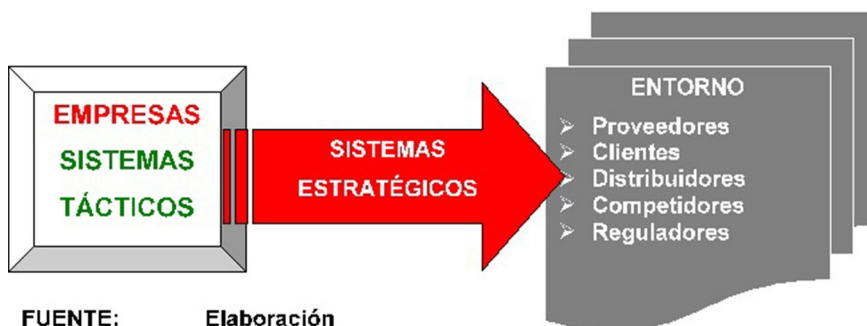 EMPRESAS
SISTEMAS
TÁCTICOS
SISTEMAS
ESTRATÉGICOS
ENTORNO
Proveedores
Clientes
Distribuidores
Competidores
Reguladores
FUENTE: Elaboración